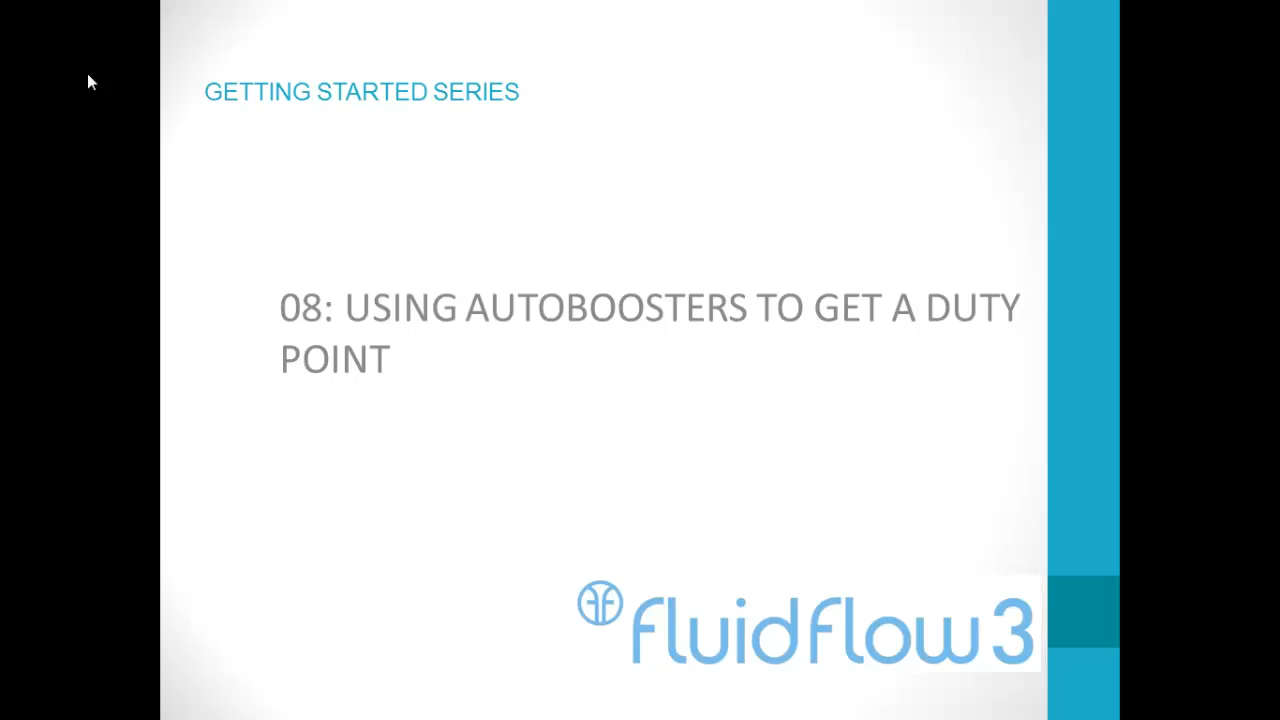 GETTING STARTED SERIES
08: USING AUTOBOOSTERS TO GET A DUTY
POINT
fluidflow3